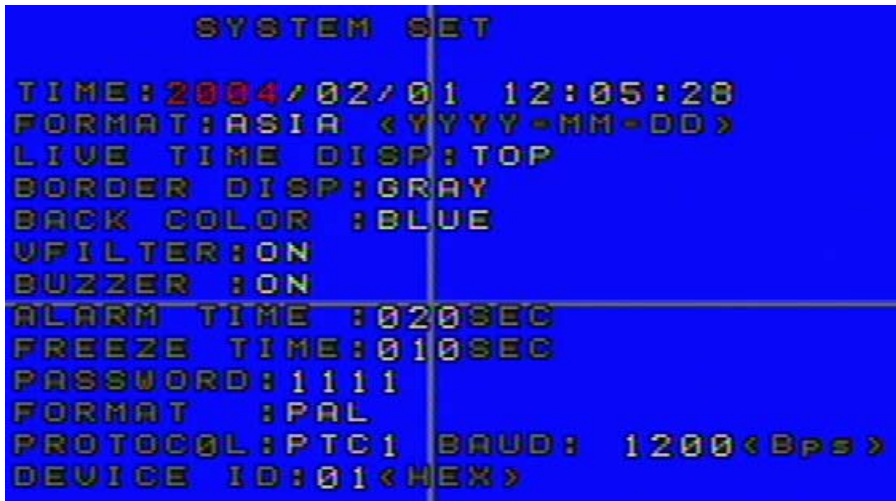 SYSTEM SET
TIME:2004/02/01 12:05:28
FORMAT:ASIA <YYYY-MM-DD>
LIVE TIME DISP:TOP
BORDER DISP:GRAY
BACK COLOR :BLUE
VFILTER:ON
BUZZER :ON
ALARM TIME :020SEC
FREEZE TIME:010SEC
PASSWORD:1111
FORMAT :PAL
PROTOCOL:PTC1 BAUD: 1200<Bps>
DEVICE ID:01<HEX>